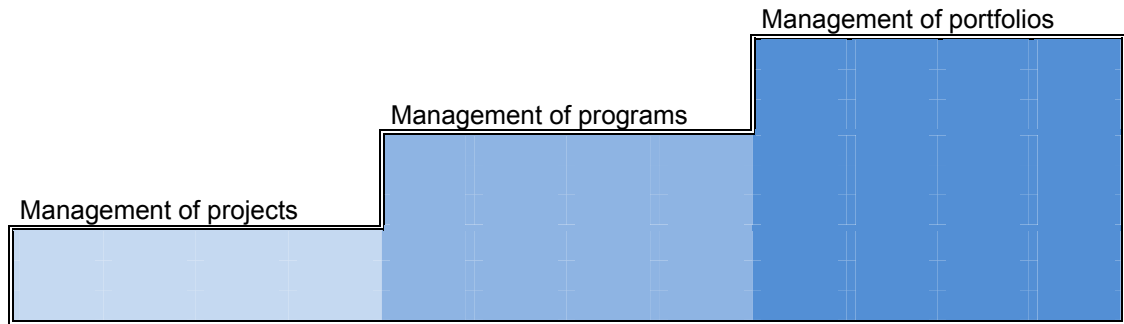 Management of portfolios
Management of programs
Management of projects